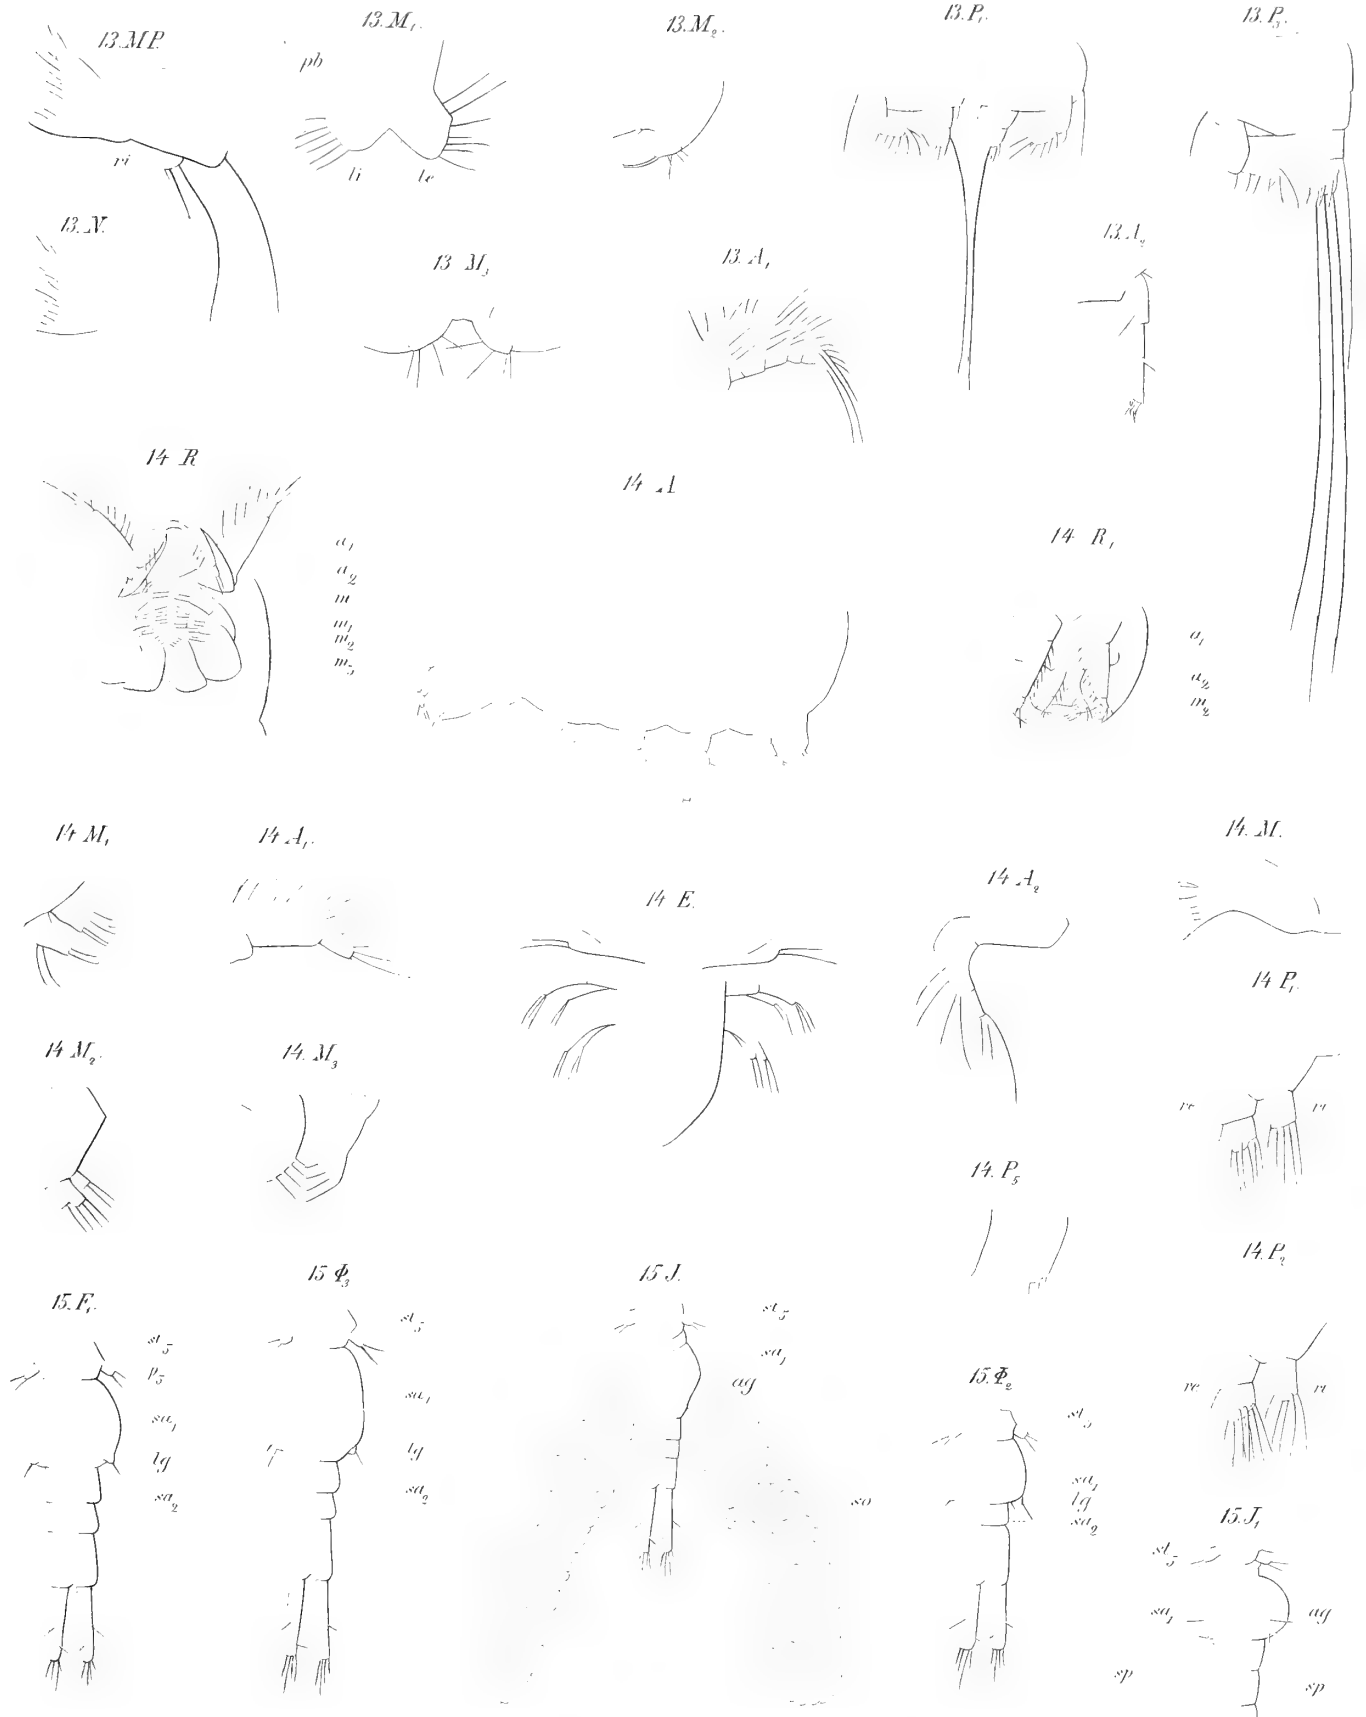 13. MP.
13. M₁.
13. M₂.
13. P₁.
13. P₃.
pb
ri
li
le
13. N.
13 M₃
13. A₁
13. A₂
14 R
14 A
14 R₁
a₁
a₂
m
m₁
m₂
m₃
a₁
a₂
m₂
14 M₁
14 A₁.
14 E.
14 A₂
14. M.
14 P₁.
14 M₂.
14. M₃
re
ri
14. P₅
14. P₂
15. F₁.
15 Φ₃
15 J.
st₅
p₅
sa₁
lg
sa₂
st₅
sa₁
lg
sa₂
st₅
sa₁
ag
so
15. Φ₂
st₅
sa₁
lg
sa₂
re
ri
15. J₁
st₅
sa₁
ag
sp
sp